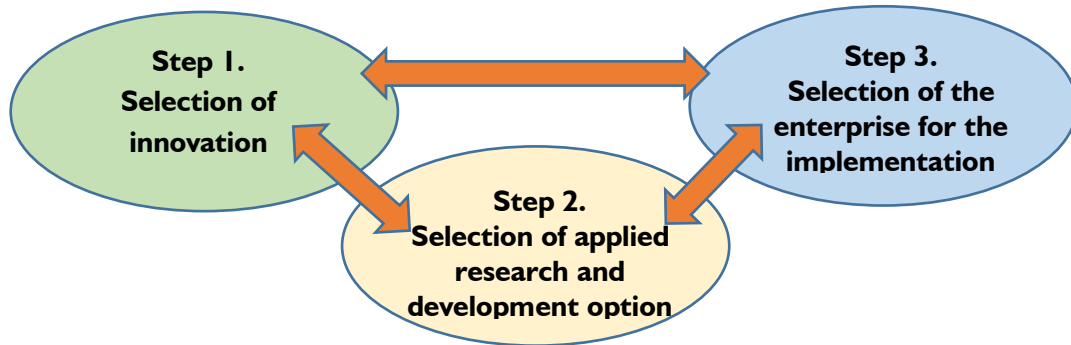 Step 1.
Selection of
innovation
Step 2.
Selection of applied
research and
development option
Step 3.
Selection of the
enterprise for the
implementation